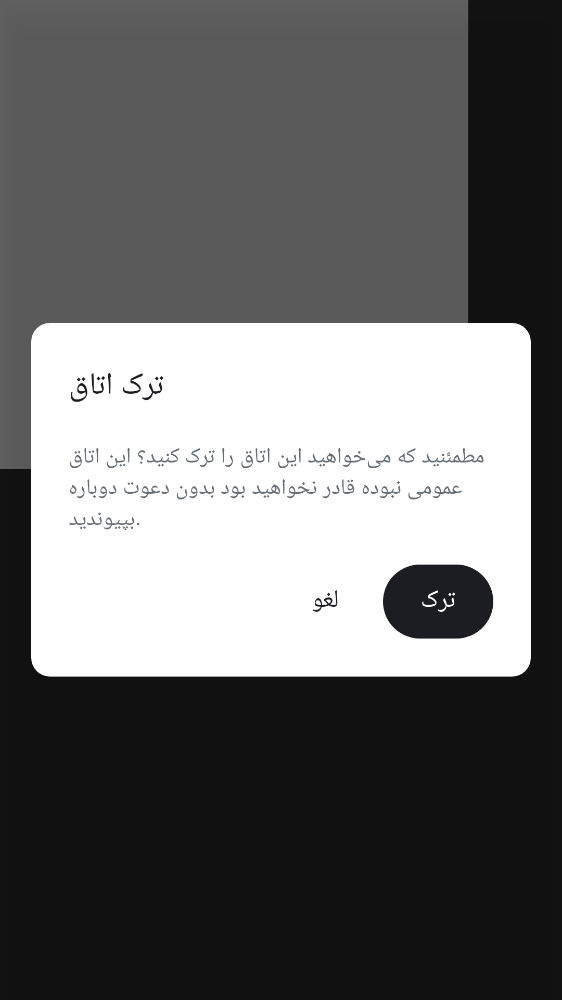 ترک اتاق
مطمئنید که می‌خواهید این اتاق را ترک کنید؟ این اتاق
عمومی نبوده قادر نخواهید بود بدون دعوت دوباره
بپیوندید.
لغو
ترک